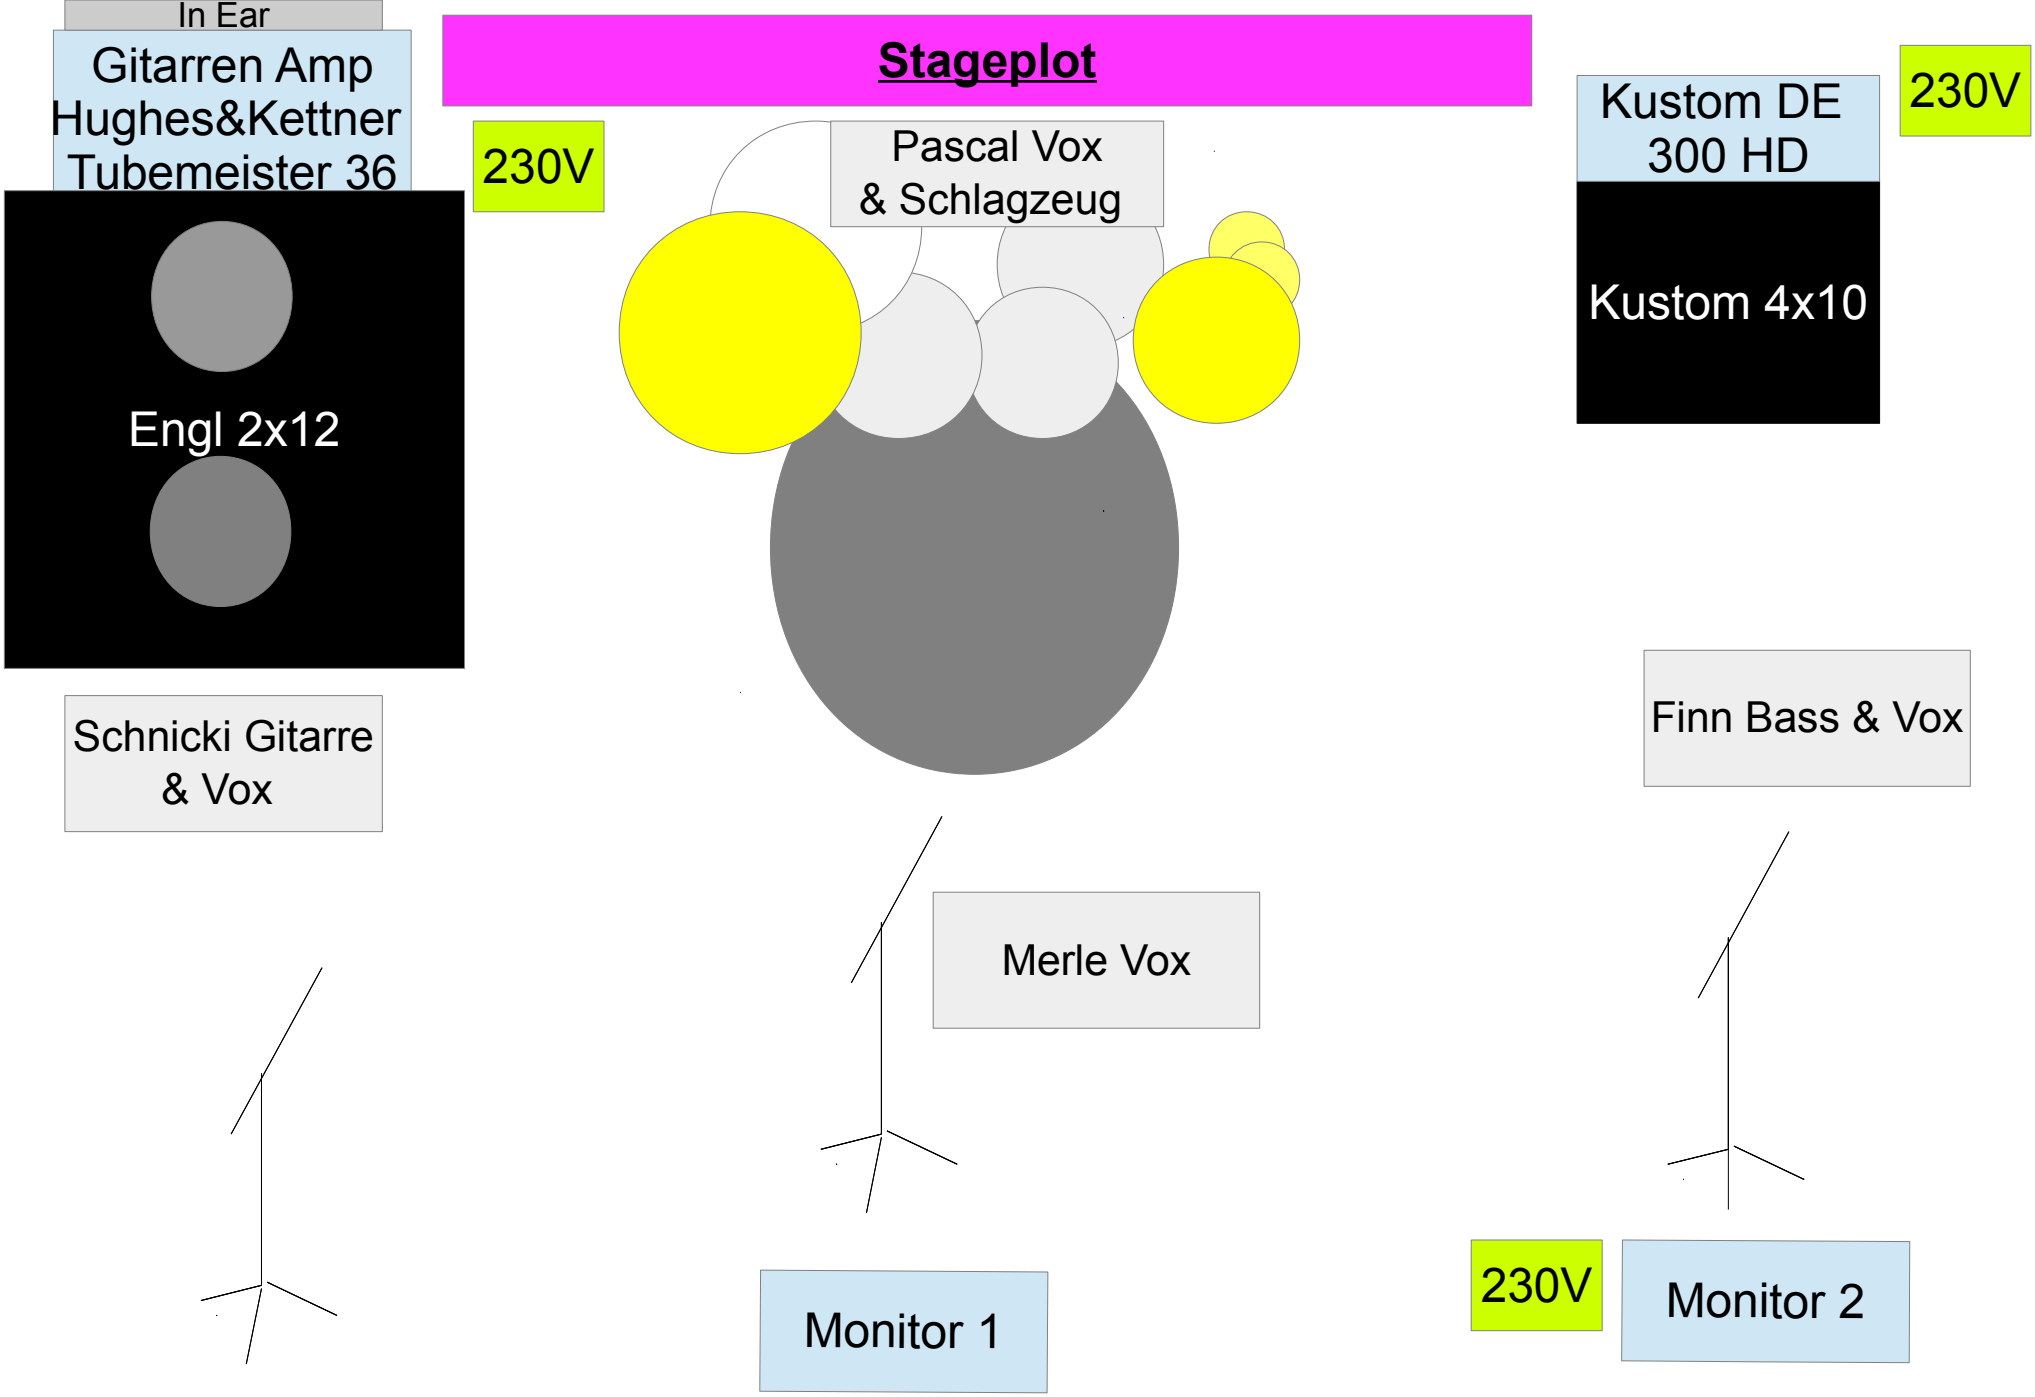 In Ear
Gitarren Amp
Hughes&Kettner
Tubemeister 36
Stageplot
230V
Pascal Vox
& Schlagzeug
Kustom DE
300 HD
230V
Kustom 4x10
Engl 2x12
Schnicki Gitarre
& Vox
Finn Bass & Vox
Merle Vox
230V
Monitor 1
Monitor 2